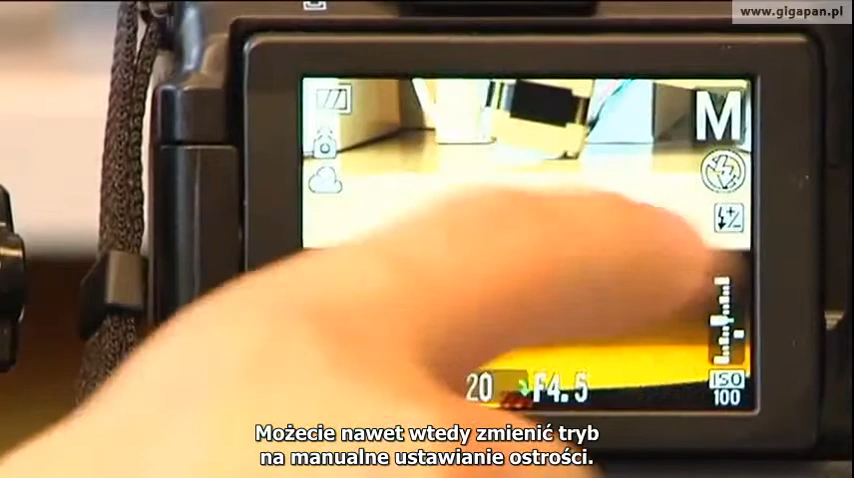 www.gigapan.pl
M
20 F4.5
ISO
100
Możecie nawet wtedy zmienić tryb
na manualne ustawianie ostrości.